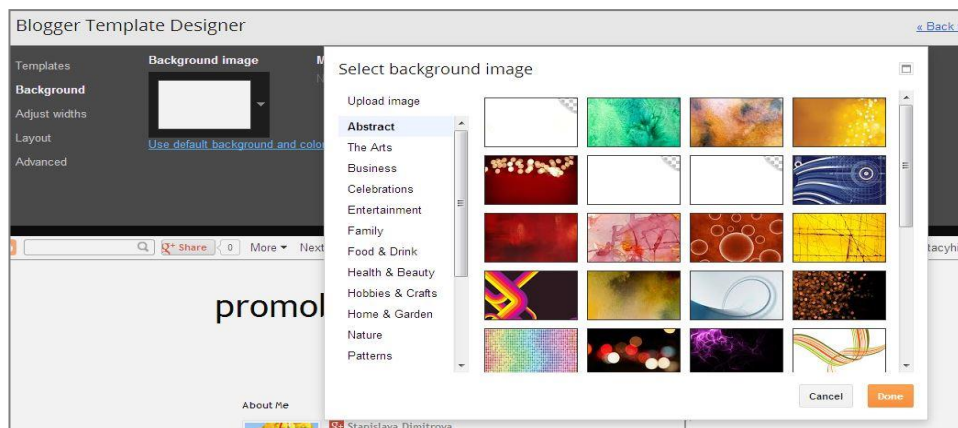 Blogger Template Designer
« Back
Templates
Background
Adjust widths
Layout
Advanced
Background image
M
N
Use default background and color
Select background image
Upload image
Abstract
The Arts
Business
Celebrations
Entertainment
Family
Food & Drink
Health & Beauty
Hobbies & Crafts
Home & Garden
Nature
Patterns
Cancel
Done
g+ Share
0
More
Next
tacyhi
promol
About Me
g+ Stanislava Dimitrova